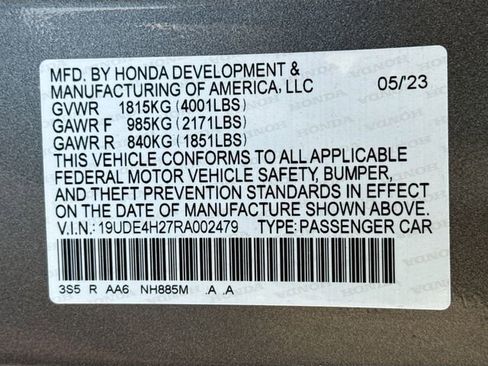 MFD. BY HONDA DEVELOPMENT &
MANUFACTURING OF AMERICA, LLC 05/'23
GVWR 1815KG (4001LBS)
GAWR F 985KG (2171LBS)
GAWR R 840KG (1851LBS)
THIS VEHICLE CONFORMS TO ALL APPLICABLE
FEDERAL MOTOR VEHICLE SAFETY, BUMPER,
AND THEFT PREVENTION STANDARDS IN EFFECT
ON THE DATE OF MANUFACTURE SHOWN ABOVE.
V.I.N.: 19UDE4H27RA002479 TYPE: PASSENGER CAR
3S5 R AA6 NH885M .A .A